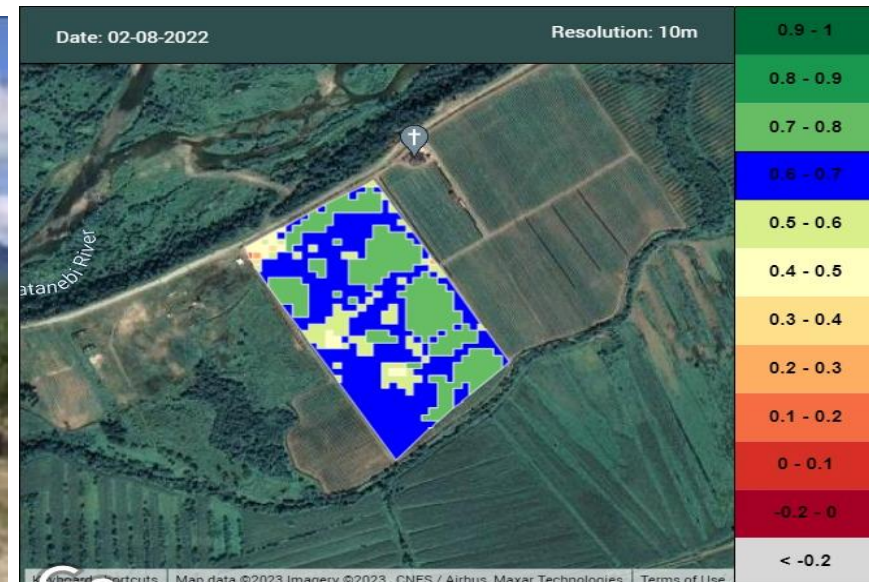 Date: 02-08-2022
Resolution: 10m
0.9 - 1
0.8 - 0.9
0.7 - 0.8
0.6 - 0.7
0.5 - 0.6
0.4 - 0.5
0.3 - 0.4
0.2 - 0.3
0.1 - 0.2
0 - 0.1
-0.2 - 0
< -0.2
atanebi River
Map data ©2023 Imagery ©2023 , CNES / Airbus, Maxar Technologies
Terms of Use